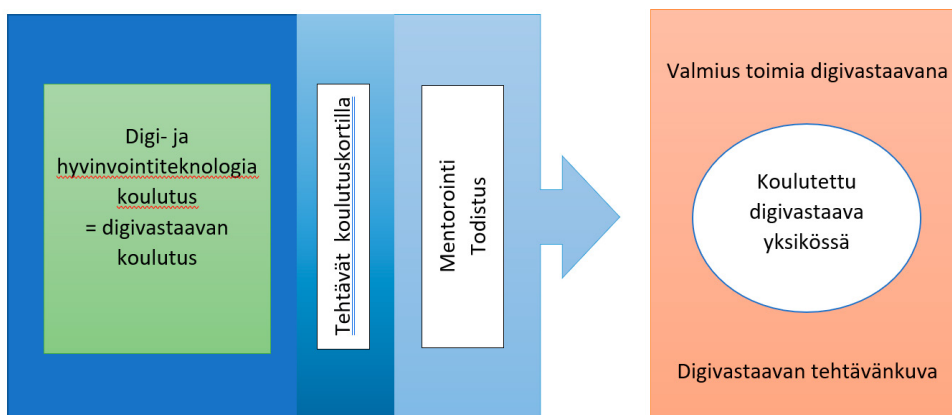 Digi- ja
hyvinvointiteknologia
koulutus
= digivastaavan
koulutus
Tehtävät koulutuskortilla
Mentorointi
Todistus
Valmius toimia digivastaavana
Koulutettu
digivastaava
yksikössä
Digivastaavan tehtävänkuva